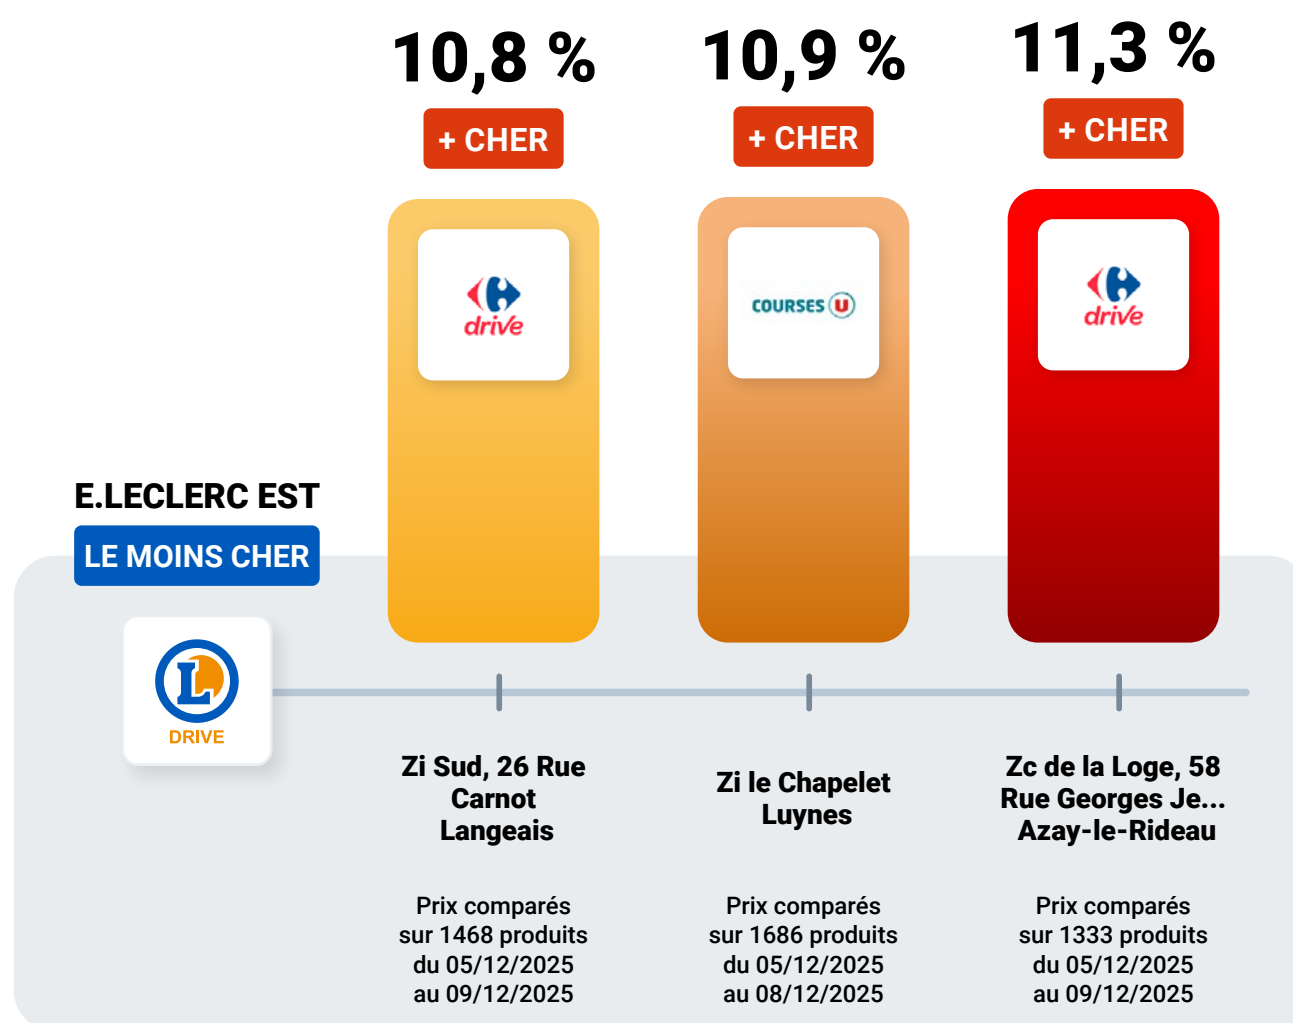 10,8 %
+ CHER
drive
10,9 %
+ CHER
COURSES U
11,3 %
+ CHER
drive
E.LECLERC EST
LE MOINS CHER
L
DRIVE
Zi Sud, 26 Rue
Carnot
Langeais
Prix comparés
sur 1468 produits
du 05/12/2025
au 09/12/2025
Zi le Chapelet
Luynes
Prix comparés
sur 1686 produits
du 05/12/2025
au 08/12/2025
Zc de la Loge, 58
Rue Georges Je...
Azay-le-Rideau
Prix comparés
sur 1333 produits
du 05/12/2025
au 09/12/2025